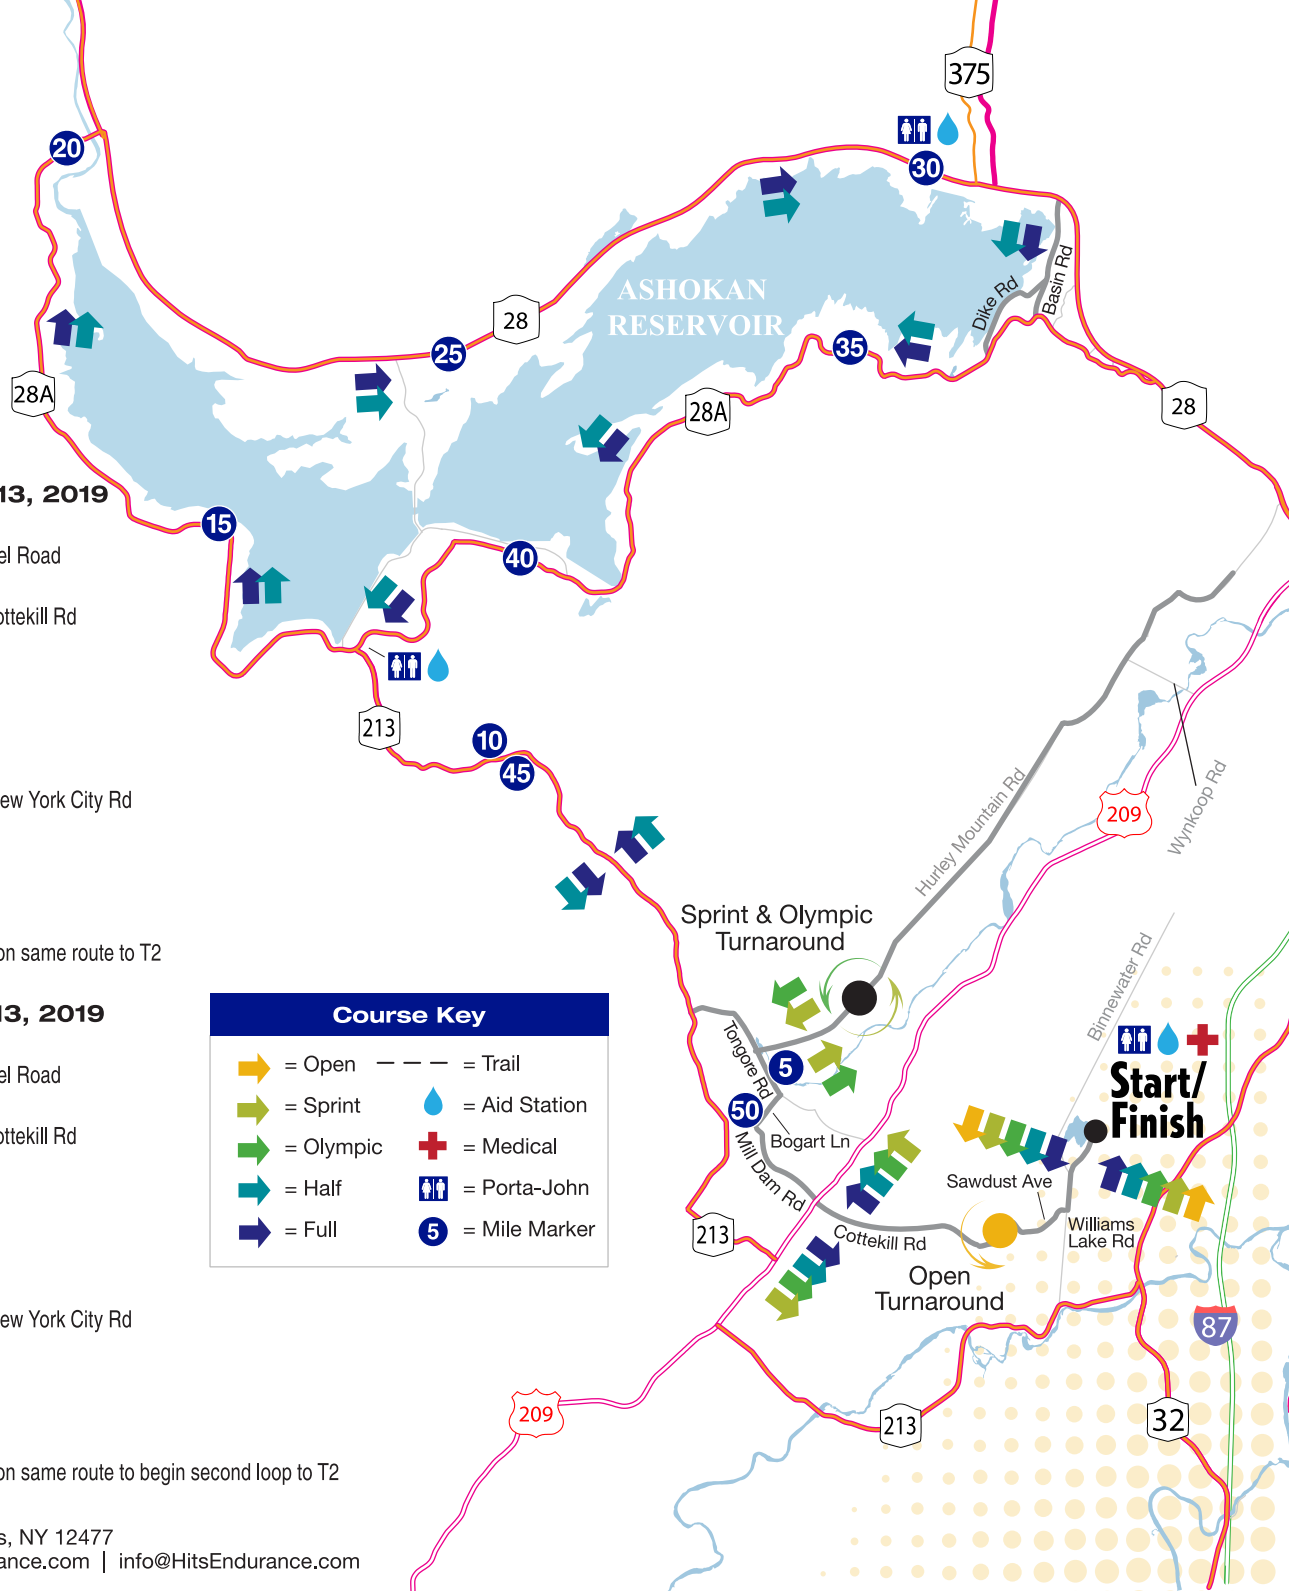 375
20
30
ASHOKAN
RESERVOIR
28
25
Dike Rd
Basin Rd
35
28A
28A
28
13, 2019
15
el Road
40
ottekill Rd
213
10
45
ew York City Rd
209
Wynkoop Rd
Hurley Mountain Rd
Sprint & Olympic
Turnaround
on same route to T2
13, 2019
Binnewater Rd
Course Key
= Open
= Trail
= Sprint
= Aid Station
= Olympic
= Medical
= Half
= Porta-John
= Full
5
= Mile Marker
Tongore Rd
5
50
Start/
Finish
el Road
ottekill Rd
Bogart Ln
Mill Dam Rd
Sawdust Ave
Williams
Lake Rd
213
Cottekill Rd
Open
Turnaround
ew York City Rd
87
209
213
32
on same route to begin second loop to T2
s, NY 12477
ance.com | info@HitsEndurance.com